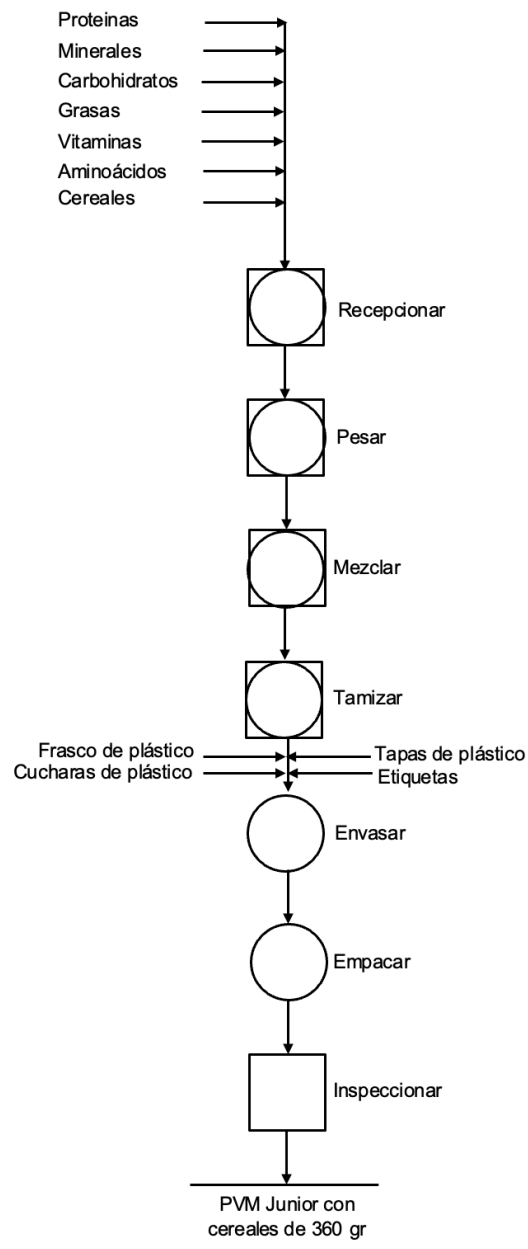 Proteinas
Minerales
Carbohidratos
Grasas
Vitaminas
Aminoácidos
Cereales
Recepcionar
Pesar
Mezclar
Tamizar
Frasco de plástico
Tapas de plástico
Cucharas de plástico
Etiquetas
Envasar
Empacar
Inspeccionar
PVM Junior con
cereales de 360 gr